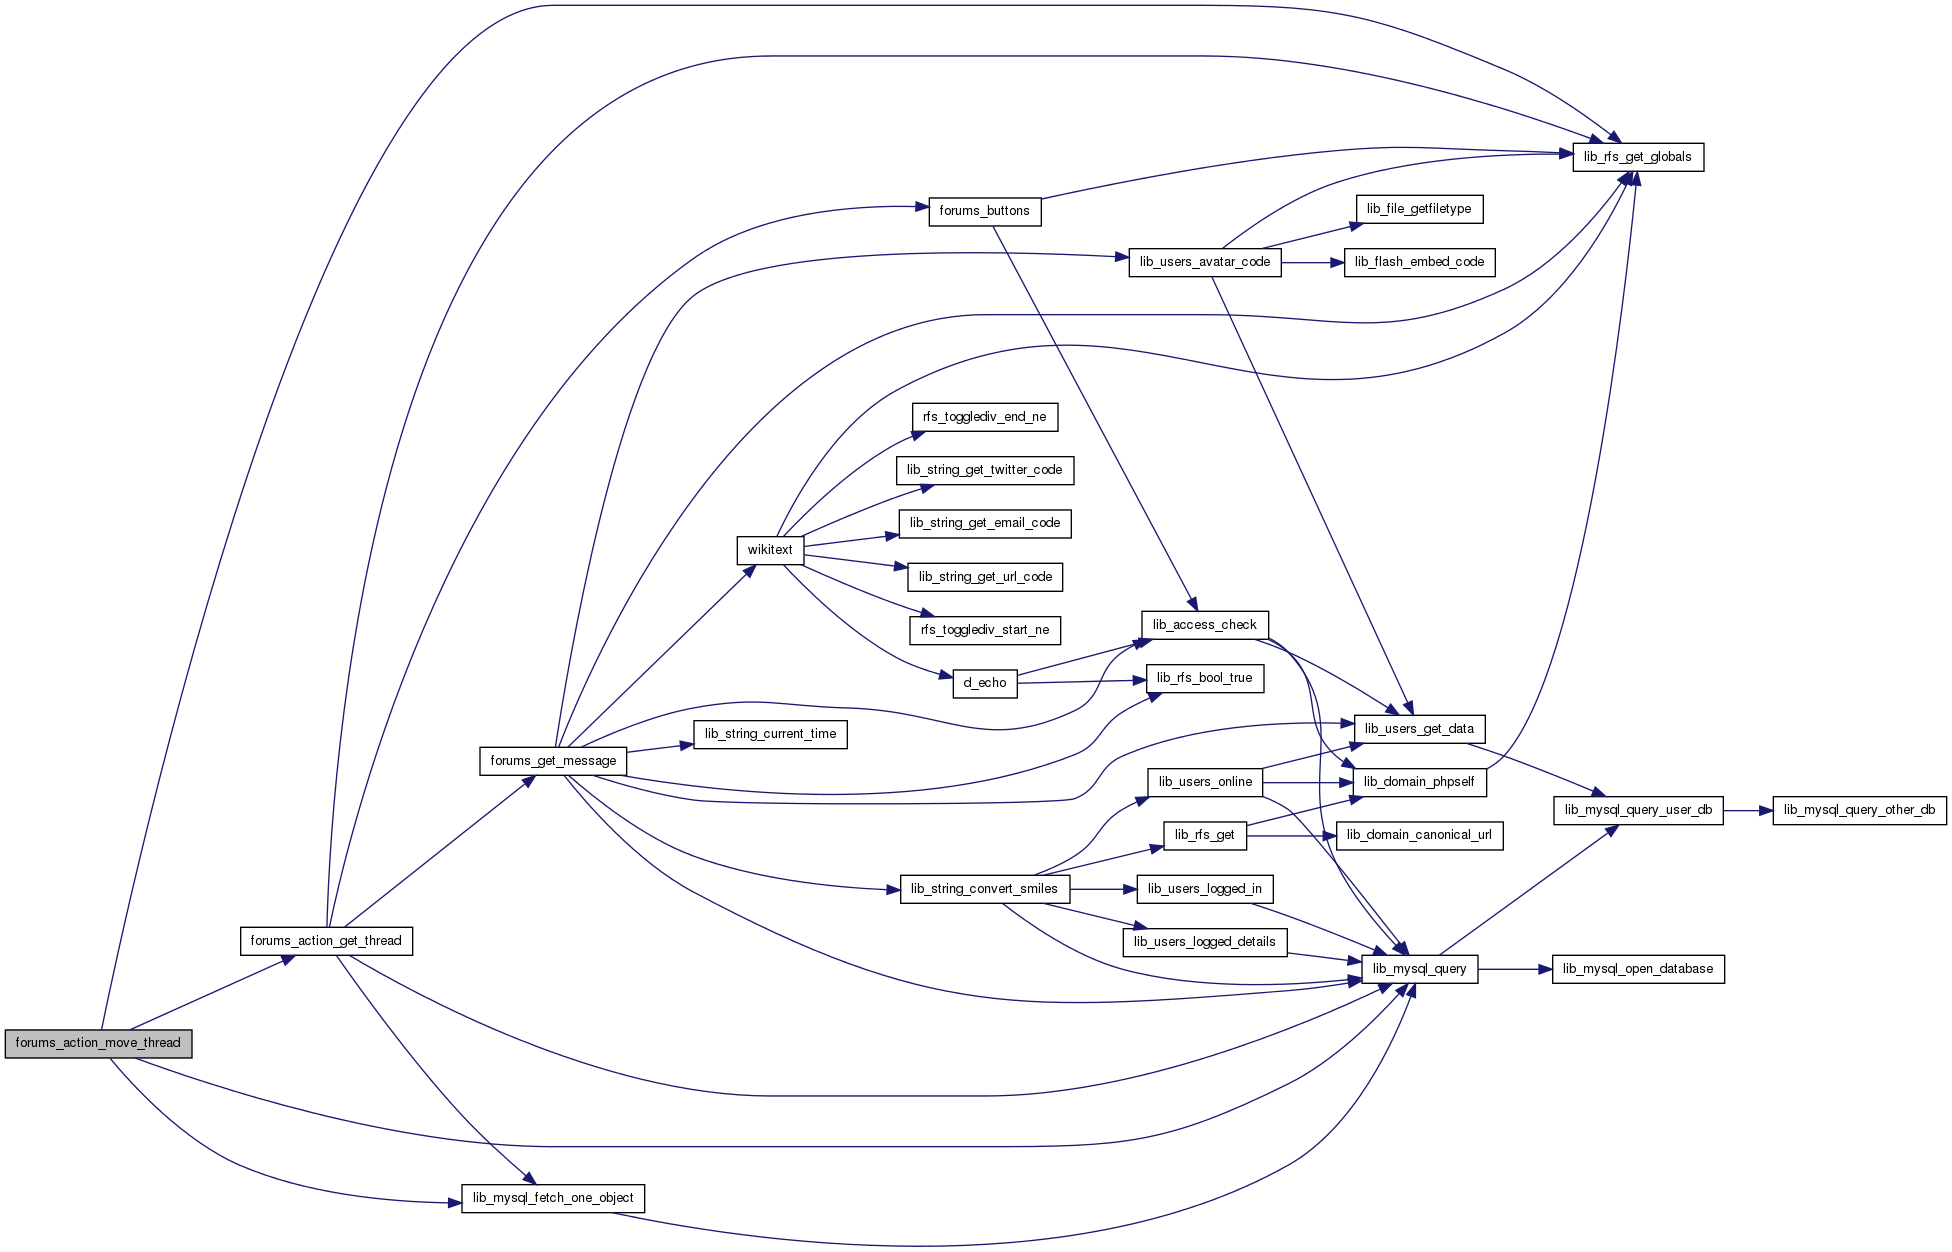 lib_rfs_get_globals
lib_file_getfiletype
forums_buttons
lib_users_avatar_code
lib_flash_embed_code
rfs_togglediv_end_ne
lib_string_get_twitter_code
lib_string_get_email_code
wikitext
lib_string_get_url_code
rfs_togglediv_start_ne
lib_access_check
d_echo
lib_rfs_bool_true
lib_string_current_time
lib_users_get_data
forums_get_message
lib_users_online
lib_domain_phpself
lib_mysql_query_user_db
lib_mysql_query_other_db
lib_rfs_get
lib_domain_canonical_url
lib_string_convert_smiles
lib_users_logged_in
forums_action_get_thread
lib_users_logged_details
lib_mysql_query
lib_mysql_open_database
forums_action_move_thread
lib_mysql_fetch_one_object